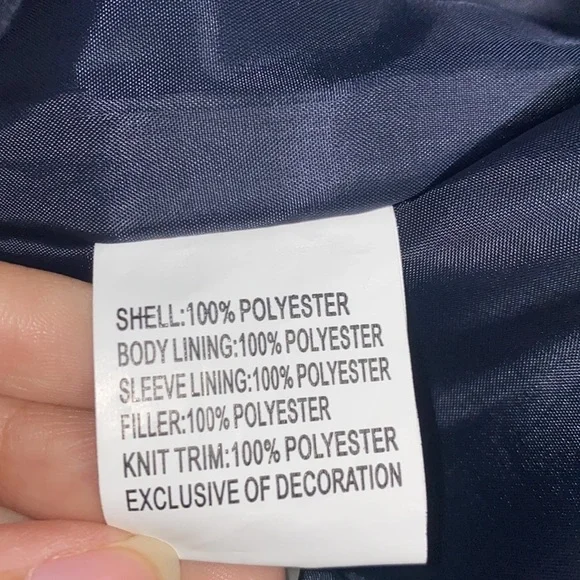 SHELL:100% POLYESTER
BODY LINING:100% POLYESTER
SLEEVE LINING:100% POLYESTER
FILLER:100% POLYESTER
KNIT TRIM:100% POLYESTER
EXCLUSIVE OF DECORATION